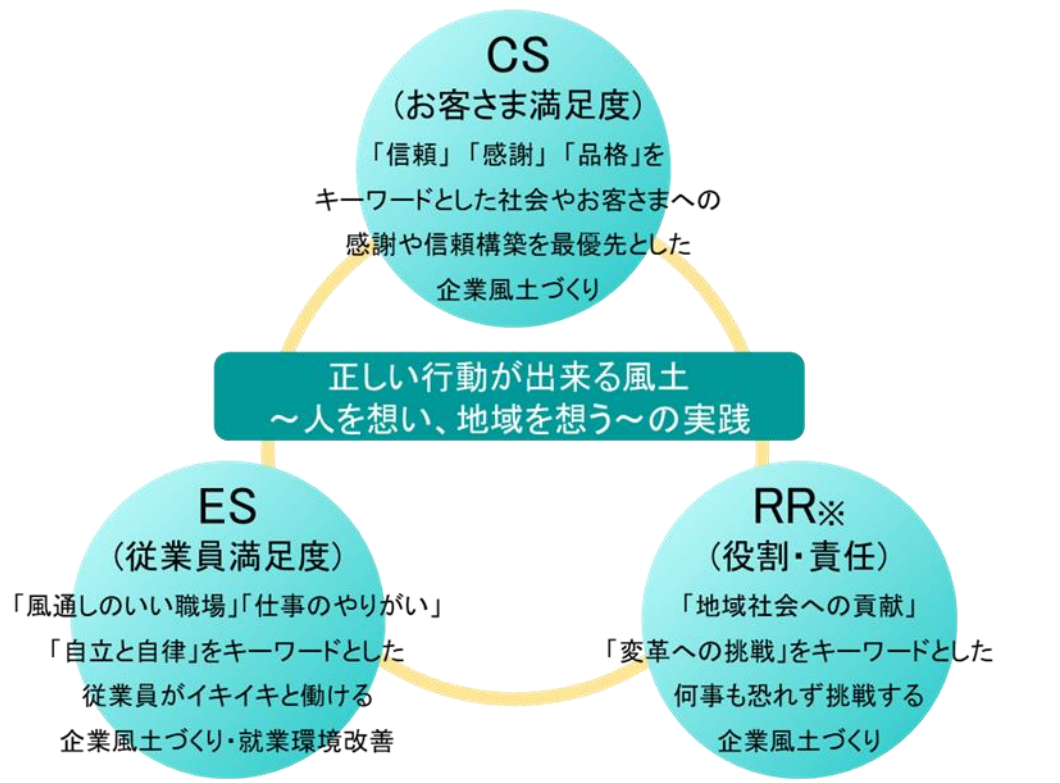 CS
(お客さま満足度)
「信頼」「感謝」「品格」を
キーワードとした社会やお客さまへの
感謝や信頼構築を最優先とした
企業風土づくり
正しい行動が出来る風土
～人を想い、地域を想う～の実践
ES
(従業員満足度)
「風通しのいい職場」「仕事のやりがい」
「自立と自律」をキーワードとした
従業員がイキイキと働ける
企業風土づくり・就業環境改善
RR※
(役割・責任)
「地域社会への貢献」
「変革への挑戦」をキーワードとした
何事も恐れず挑戦する
企業風土づくり